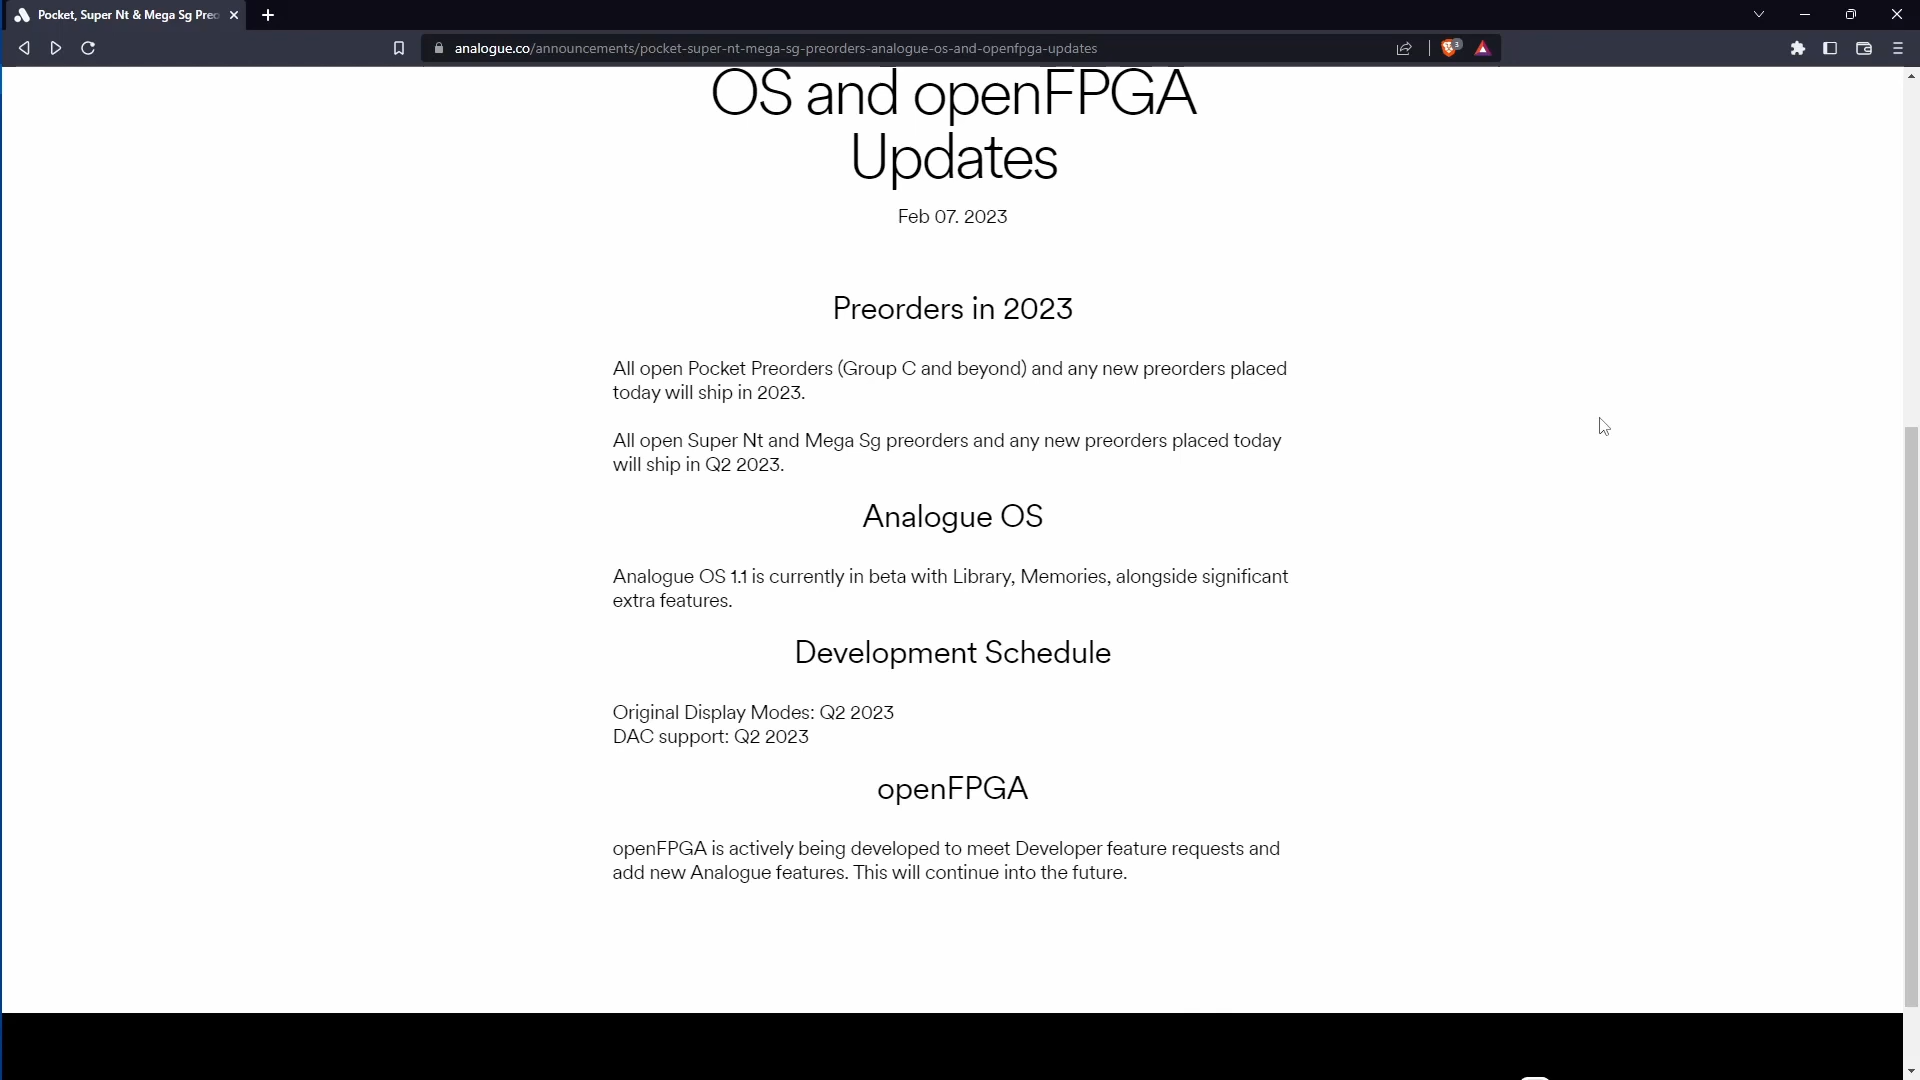 Pocket, Super Nt & Mega Sg Preo
analogue.co/announcements/pocket-super-nt-mega-sg-preorders-analogue-os-and-openfpga-updates
3
OS and openFPGA
Updates
Feb 07. 2023
Preorders in 2023
All open Pocket Preorders (Group C and beyond) and any new preorders placed
today will ship in 2023.
All open Super Nt and Mega Sg preorders and any new preorders placed today
will ship in Q2 2023.
Analogue OS
Analogue OS 1.1 is currently in beta with Library, Memories, alongside significant
extra features.
Development Schedule
Original Display Modes: Q2 2023
DAC support: Q2 2023
openFPGA
openFPGA is actively being developed to meet Developer feature requests and
add new Analogue features. This will continue into the future.